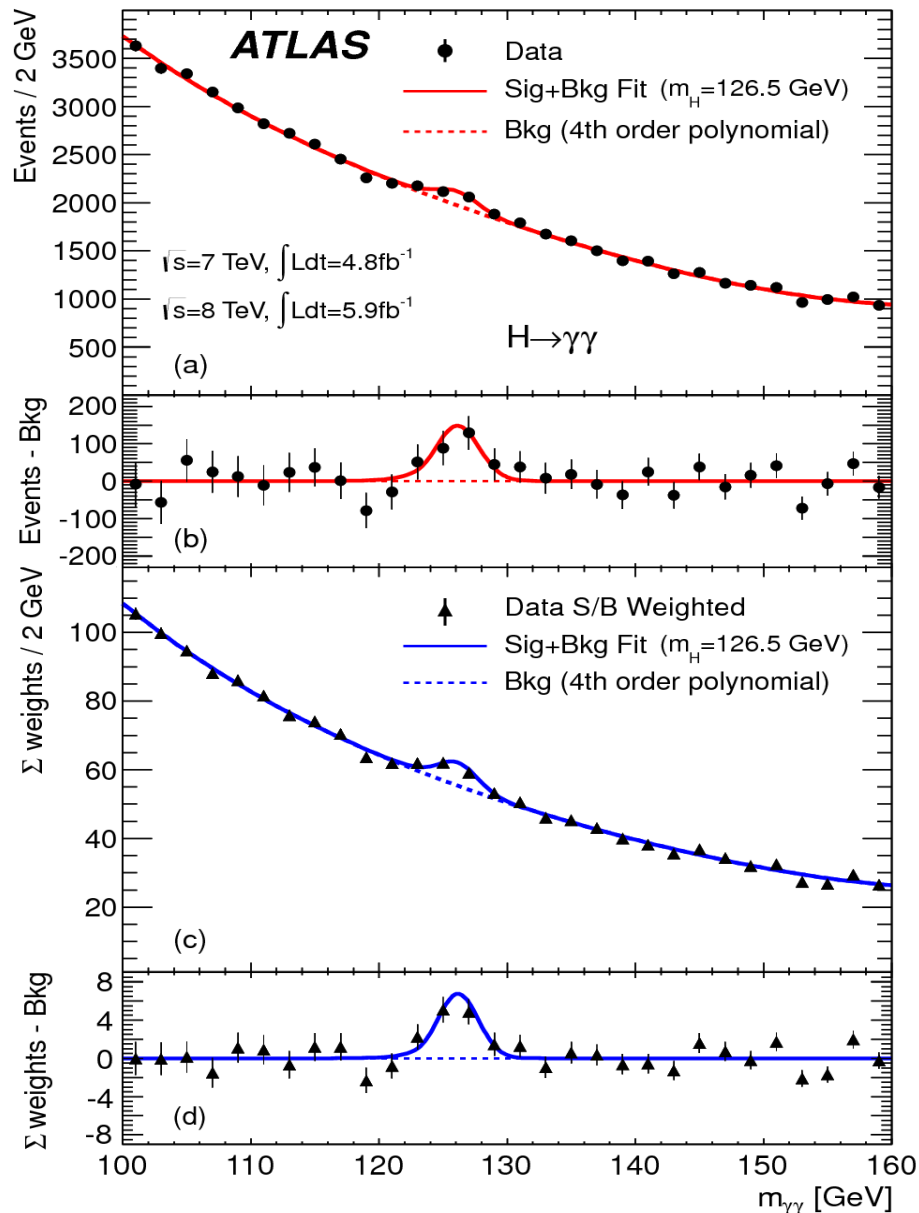 ATLAS
Data
Sig+Bkg Fit (m_H=126.5 GeV)
Bkg (4th order polynomial)
Events / 2 GeV
3500
3000
2500
2000
1500
1000
500
√s=7 TeV, ∫Ldt=4.8fb⁻¹
√s=8 TeV, ∫Ldt=5.9fb⁻¹
H→γγ
(a)
Events - Bkg
200
100
0
-100
-200
(b)
Σ weights / 2 GeV
100
80
60
40
20
Data S/B Weighted
Sig+Bkg Fit (m_H=126.5 GeV)
Bkg (4th order polynomial)
(c)
Σ weights - Bkg
8
4
0
-4
-8
(d)
100 110 120 130 140 150 160
m_γγ [GeV]